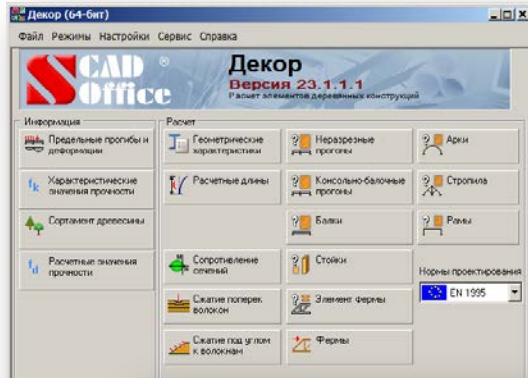 Декор (64-бит)
Файл Режимы Настройки Сервис Справка
SCAD Office ®
Декор
Версия 23.1.1.1
Расчет элементов деревянных конструкций
Информация
Предельные прогибы и деформации
Характеристические значения прочности
Сортамент древесины
Расчетные значения прочности
Расчет
Геометрические характеристики
Неразрезные прогоны
Арки
Расчетные длины
Консольно-балочные прогоны
Стропила
Балки
Рамы
Сопротивление сечений
Стойки
Нормы проектирования
EN 1995
Сжатие поперек волокон
Элемент фермы
Сжатие под углом к волокнам
Фермы